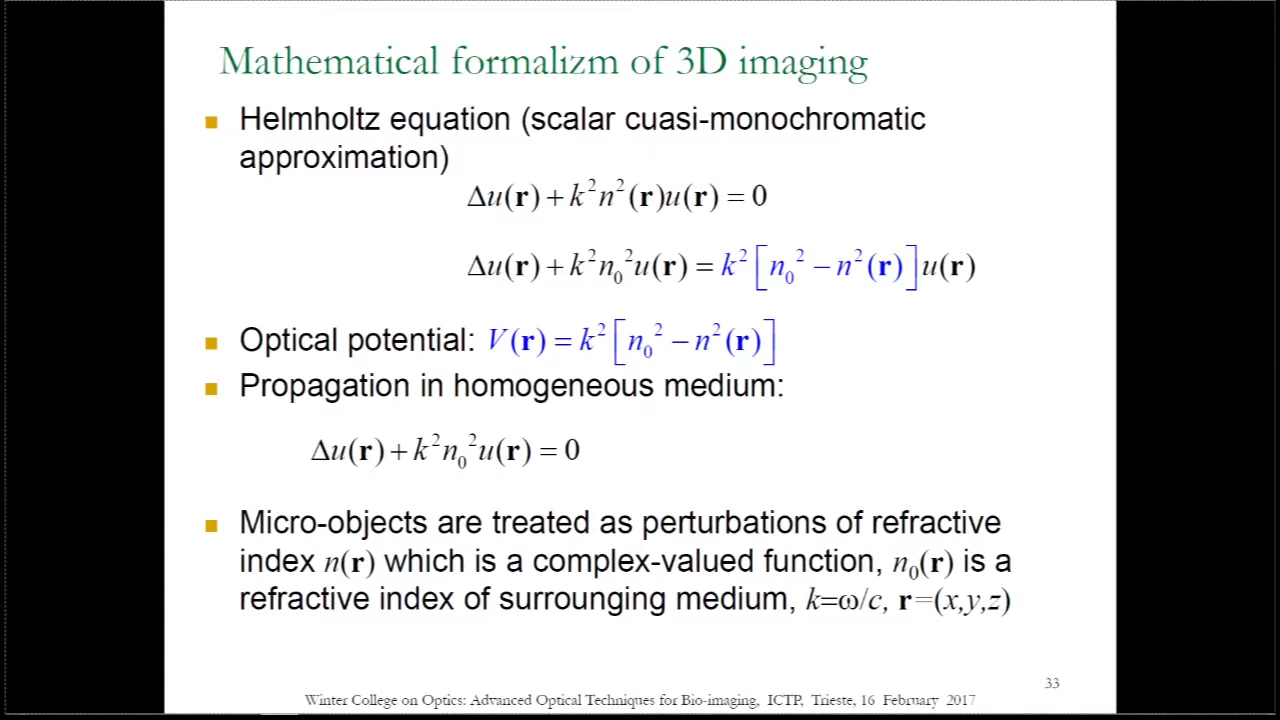 Mathematical formalizm of 3D imaging
■ Helmholtz equation (scalar cuasi-monochromatic
approximation)
Δu(r) + k²n²(r)u(r) = 0
Δu(r) + k²n₀²u(r) = k²[n₀² − n²(r)]u(r)
■ Optical potential: V(r) = k²[n₀² − n²(r)]
■ Propagation in homogeneous medium:
Δu(r) + k²n₀²u(r) = 0
■ Micro-objects are treated as perturbations of refractive
index n(r) which is a complex-valued function, n₀(r) is a
refractive index of surrounging medium, k=ω/c, r=(x,y,z)
33
Winter College on Optics: Advanced Optical Techniques for Bio-imaging, ICTP, Trieste, 16 February 2017